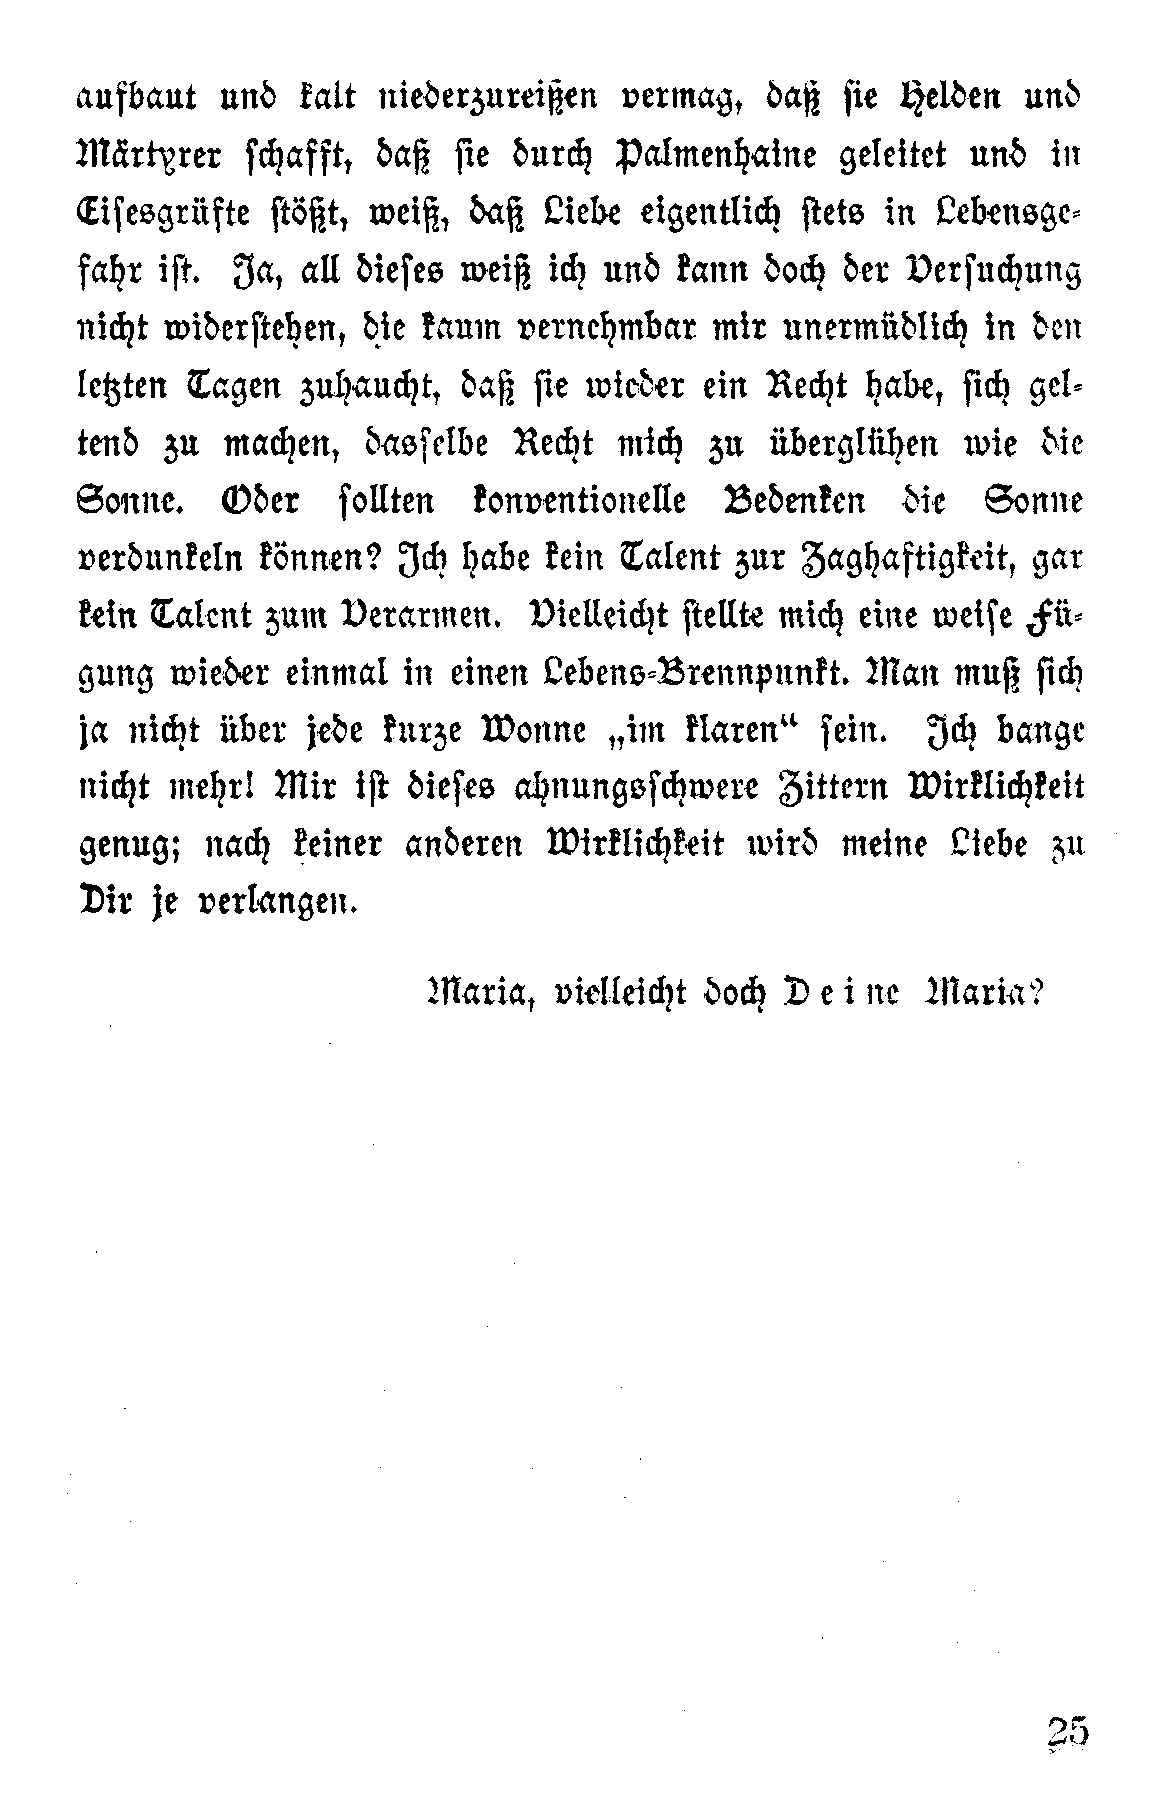 aufbaut und kalt niederzureißen vermag, daß sie Helden und
Märtyrer schafft, daß sie durch Palmenhaine geleitet und in
Eisesgrüfte stößt, weiß, daß Liebe eigentlich stets in Lebensge-
fahr ist. Ja, all dieses weiß ich und kann doch der Versuchung
nicht widerstehen, die kaum vernehmbar mir unermüdlich in den
letzten Tagen zuhaucht, daß sie wieder ein Recht habe, sich gel-
tend zu machen, dasselbe Recht mich zu überglühen wie die
Sonne. Oder sollten konventionelle Bedenken die Sonne
verdunkeln können? Ich habe kein Talent zur Zaghaftigkeit, gar
kein Talent zum Verarmen. Vielleicht stellte mich eine weise Fü-
gung wieder einmal in einen Lebens-Brennpunkt. Man muß sich
ja nicht über jede kurze Wonne „im klaren“ sein. Ich bange
nicht mehr! Mir ist dieses ahnungsschwere Zittern Wirklichkeit
genug; nach keiner anderen Wirklichkeit wird meine Liebe zu
Dir je verlangen.
Maria, vielleicht doch Deine Maria?
25